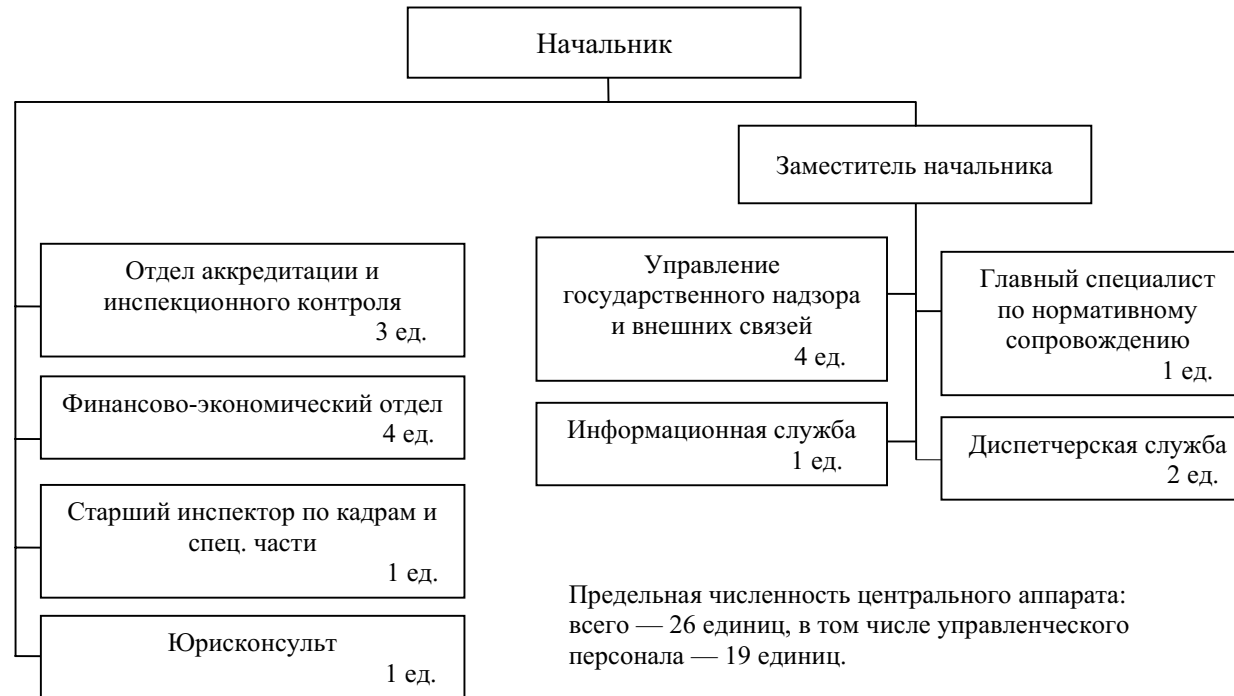 Начальник
Заместитель начальника
Отдел аккредитации и
инспекционного контроля
3 ед.
Финансово-экономический отдел
4 ед.
Старший инспектор по кадрам и
спец. части
1 ед.
Юрисконсульт
1 ед.
Управление
государственного надзора
и внешних связей
4 ед.
Информационная служба
1 ед.
Главный специалист
по нормативному
сопровождению
1 ед.
Диспетчерская служба
2 ед.
Предельная численность центрального аппарата:
всего — 26 единиц, в том числе управленческого
персонала — 19 единиц.